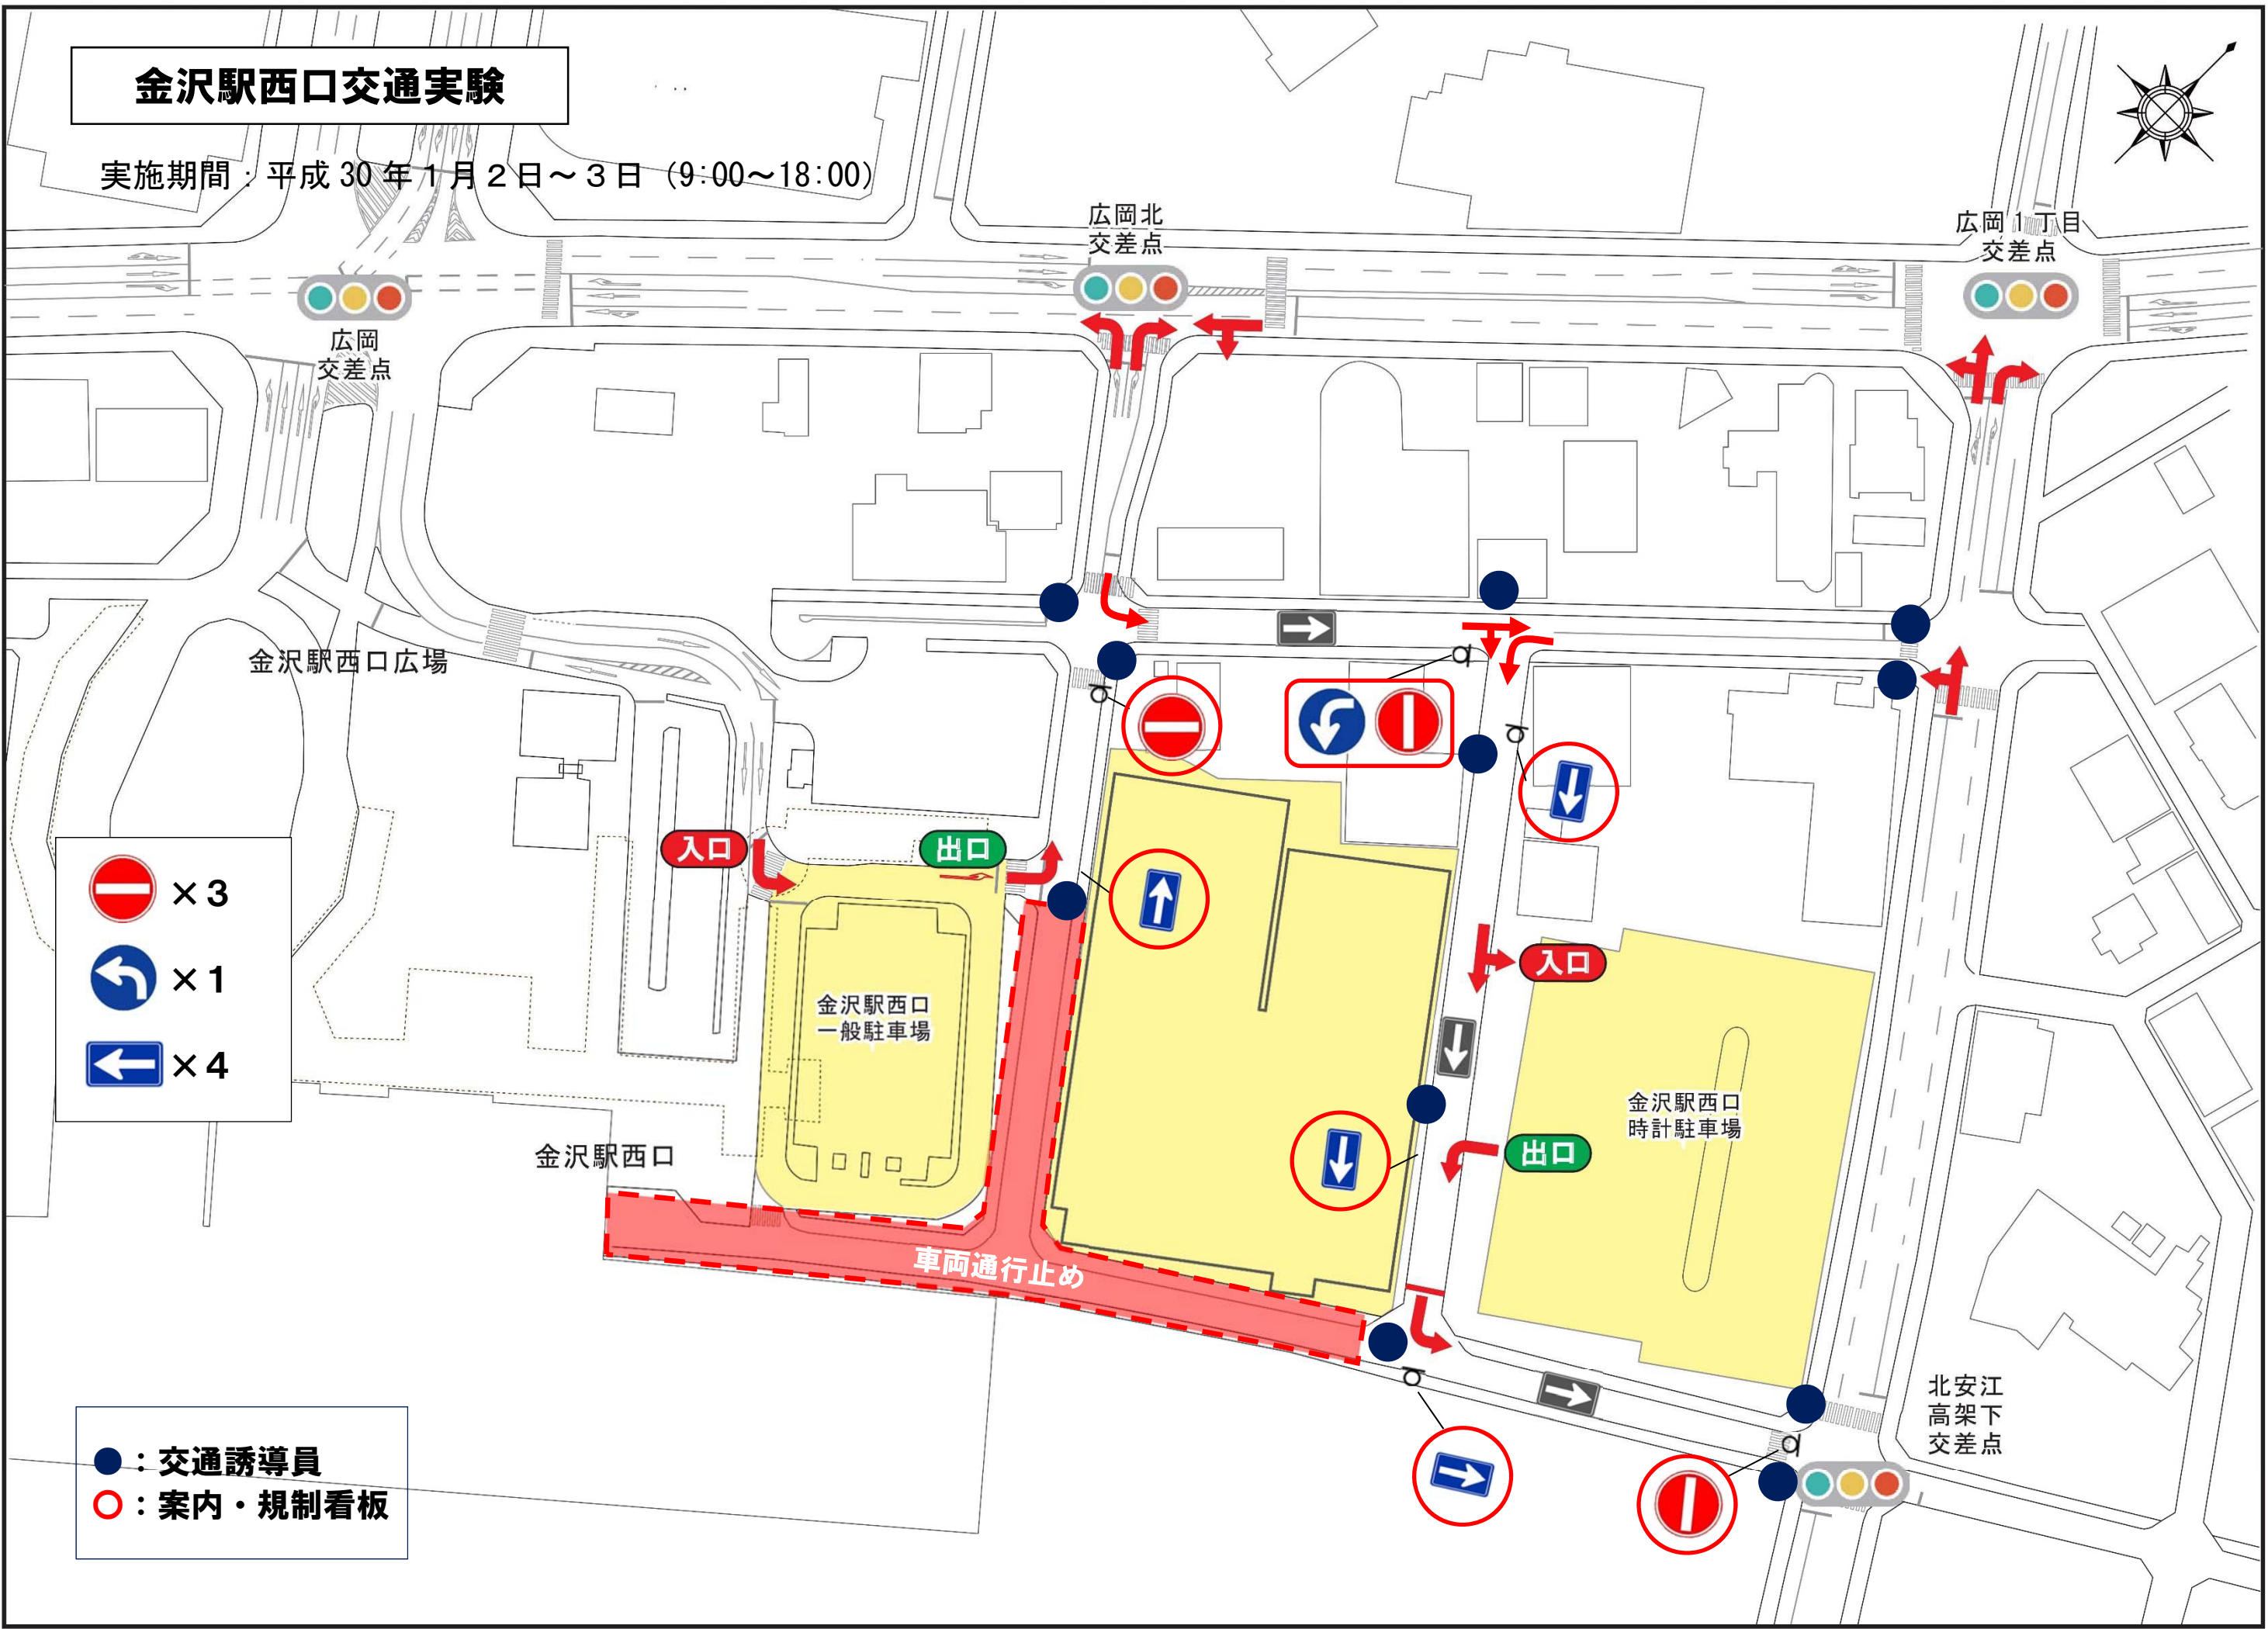 金沢駅西口交通実験
実施期間：平成30年１月２日～３日（9:00～18:00）
広岡北
交差点
広岡１丁目
交差点
広岡
交差点
金沢駅西口広場
入口
出口
×３
×１
×４
金沢駅西口
一般駐車場
入口
金沢駅西口
時計駐車場
出口
金沢駅西口
車両通行止め
北安江
高架下
交差点
●：交通誘導員
○：案内・規制看板